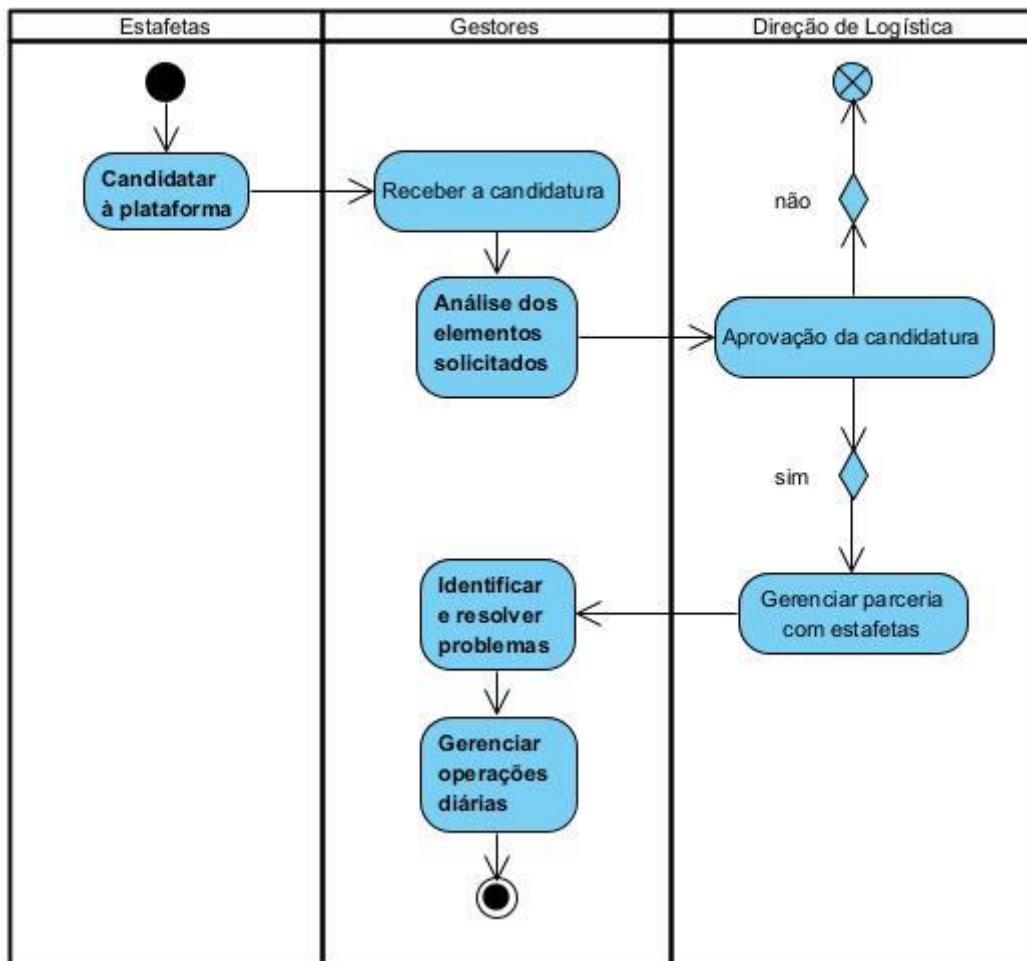 Estafetas
Gestores
Direção de Logística
Candidatar
à plataforma
Receber a candidatura
não
Análise dos
elementos
solicitados
Aprovação da candidatura
sim
Identificar
e resolver
problemas
Gerenciar parceria
com estafetas
Gerenciar
operações
diárias